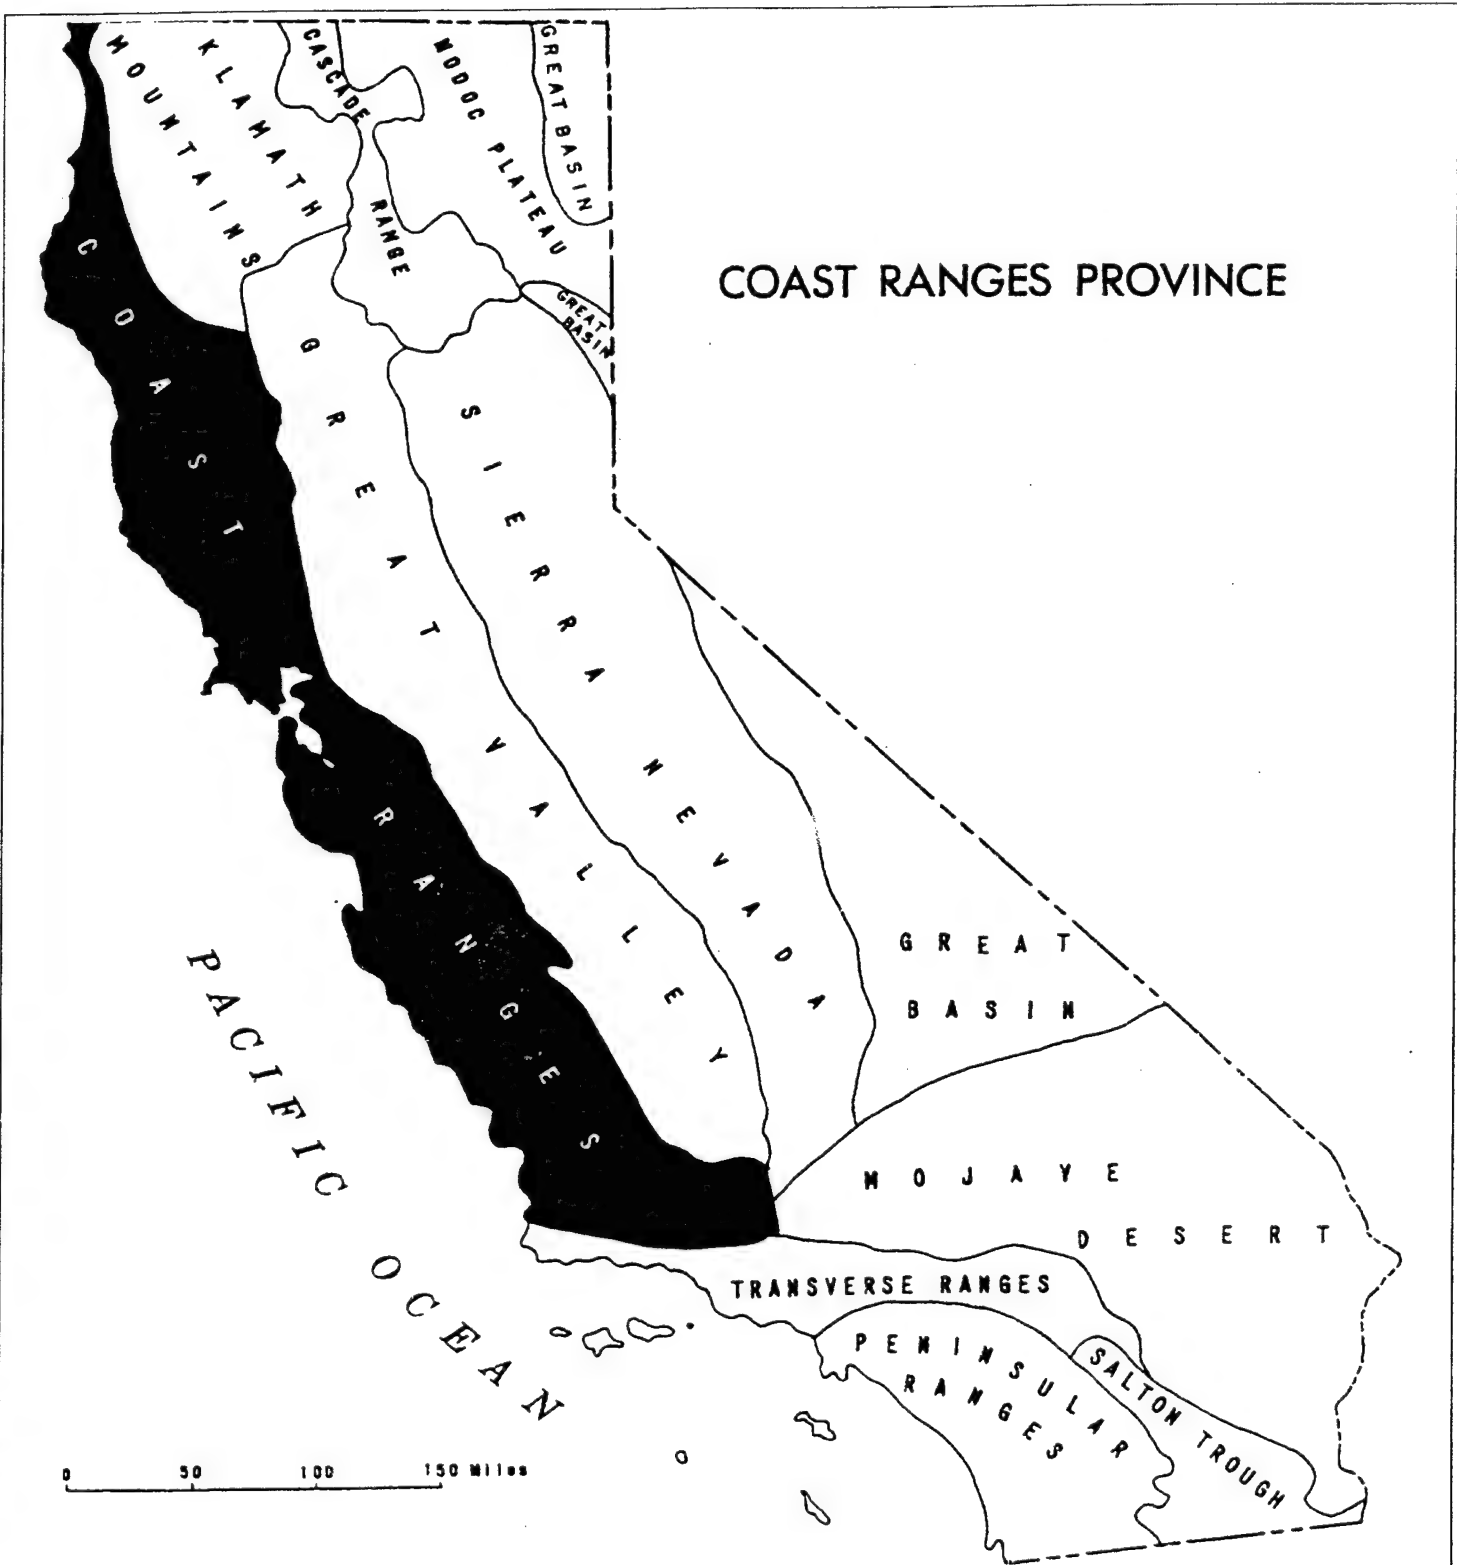 KLAMATH
MOUNTAINS
CASCADE
RANGE
MODOC PLATEAU
GREAT BASIN
COAST RANGES PROVINCE
GREAT
BASIN
COAST
RANGES
GREAT
VALLEY
SIERRA
NEVADA
GREAT
BASIN
MOJAVE
DESERT
TRANSVERSE RANGES
PENINSULAR
RANGES
SALTON TROUGH
PACIFIC
OCEAN
0 50 100 150 Miles